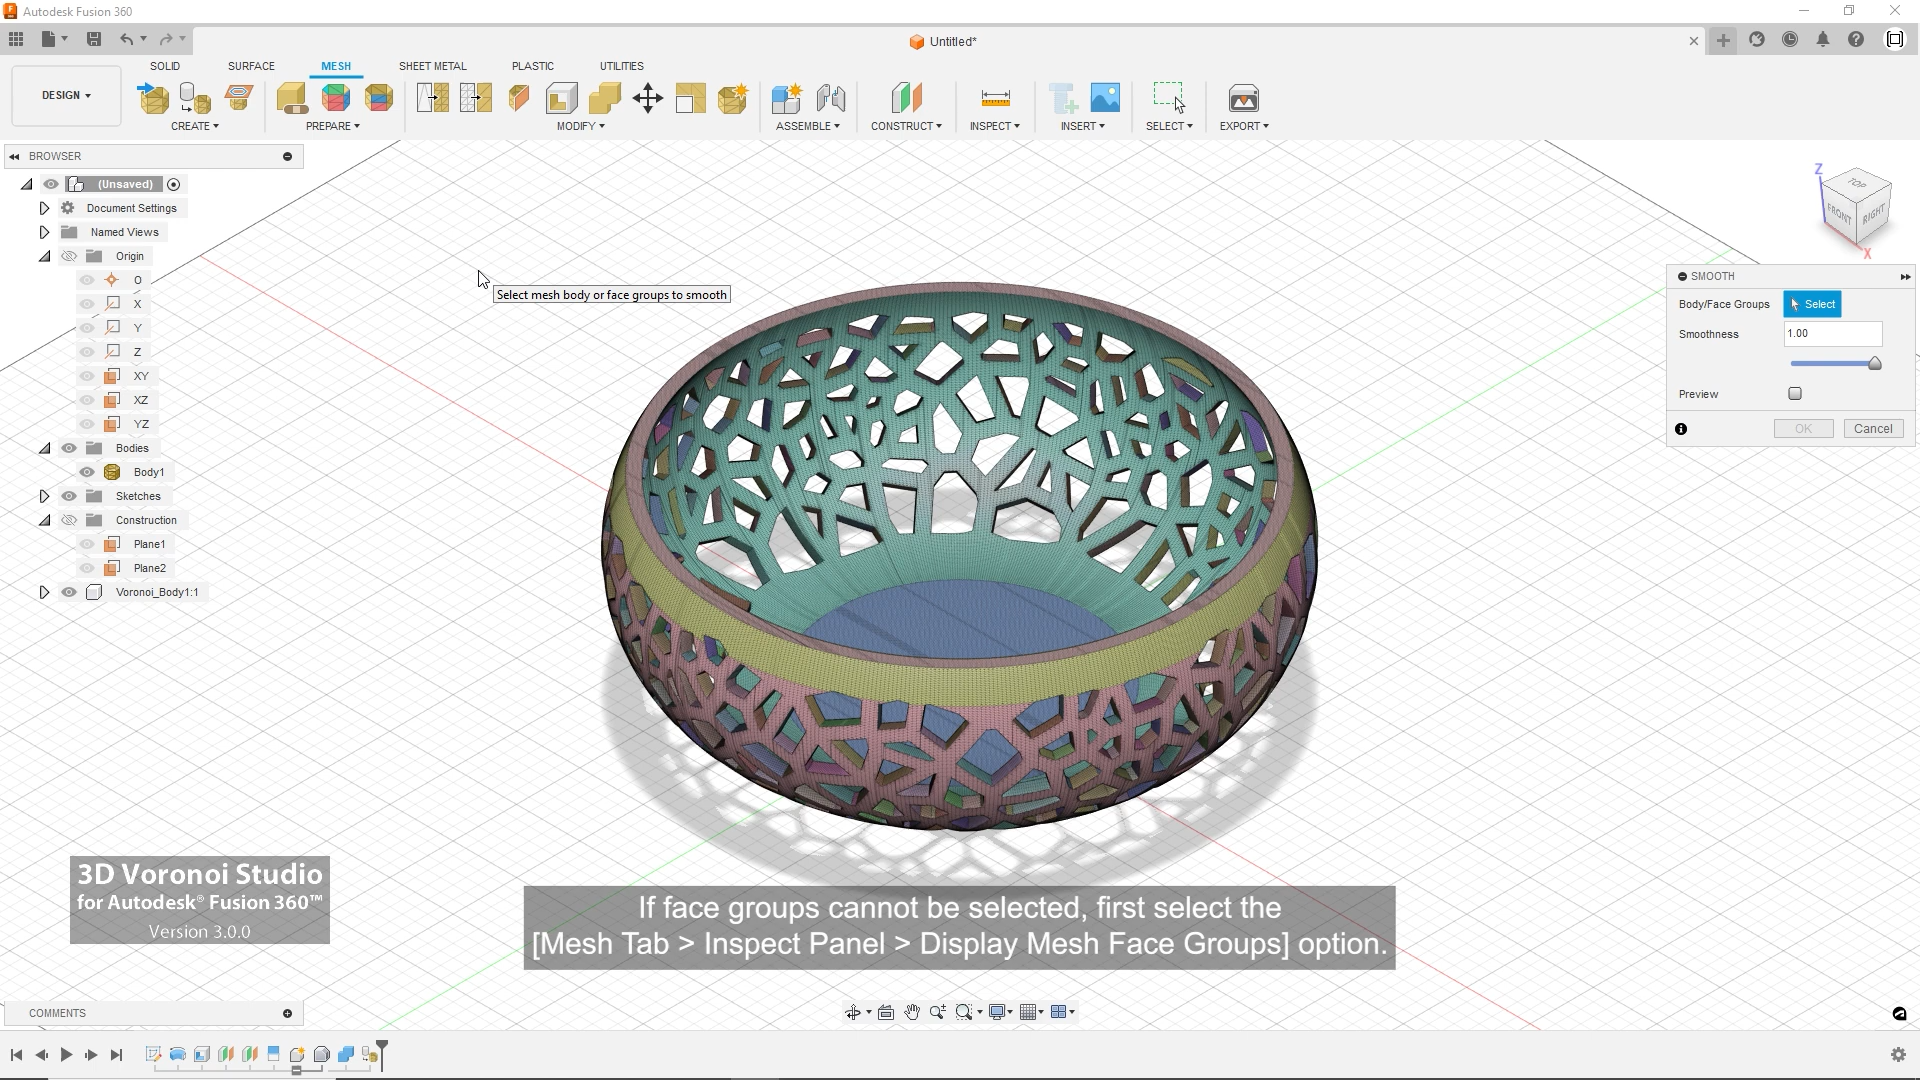 Autodesk Fusion 360
Untitled*
SOLID
SURFACE
MESH
SHEET METAL
PLASTIC
UTILITIES
DESIGN
CREATE
PREPARE
MODIFY
ASSEMBLE
CONSTRUCT
INSPECT
INSERT
SELECT
EXPORT
BROWSER
(Unsaved)
Document Settings
Named Views
Origin
O
X
Y
Z
XY
XZ
YZ
Bodies
Body1
Sketches
Construction
Plane1
Plane2
Voronoi_Body1:1
Select mesh body or face groups to smooth
Z
TOP
FRONT
RIGHT
X
SMOOTH
Body/Face Groups
Select
Smoothness
1.00
Preview
OK
Cancel
3D Voronoi Studio
for Autodesk® Fusion 360™
Version 3.0.0
If face groups cannot be selected, first select the
[Mesh Tab > Inspect Panel > Display Mesh Face Groups] option.
COMMENTS